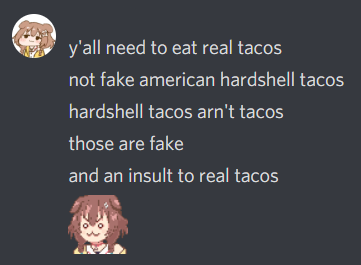 y'all need to eat real tacos
not fake american hardshell tacos
hardshell tacos arn't tacos
those are fake
and an insult to real tacos